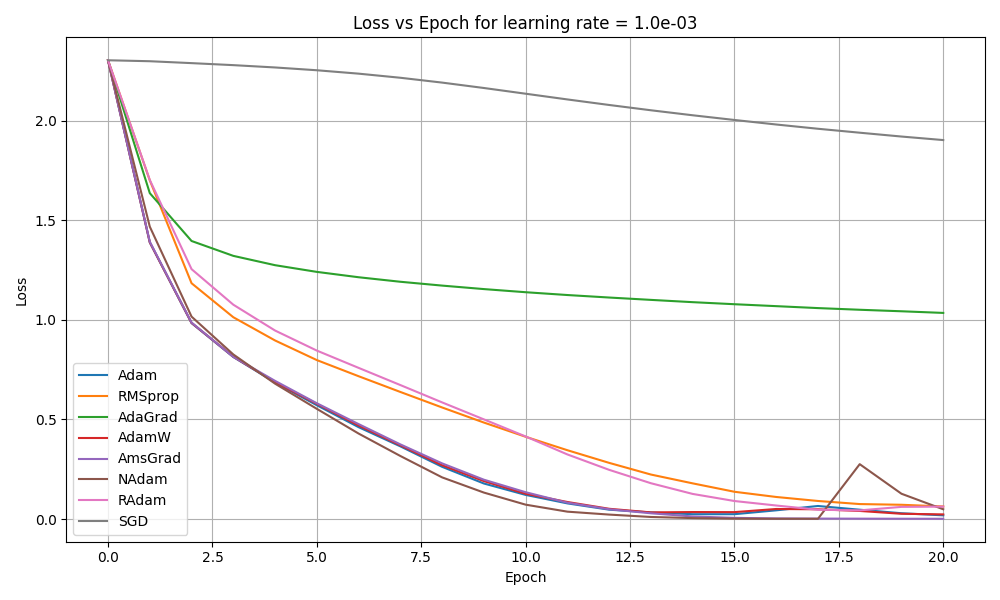 Loss vs Epoch for learning rate = 1.0e-03
Loss
2.0
1.5
1.0
0.5
0.0
Adam
RMSprop
AdaGrad
AdamW
AmsGrad
NAdam
RAdam
SGD
0.0 2.5 5.0 7.5 10.0 12.5 15.0 17.5 20.0
Epoch